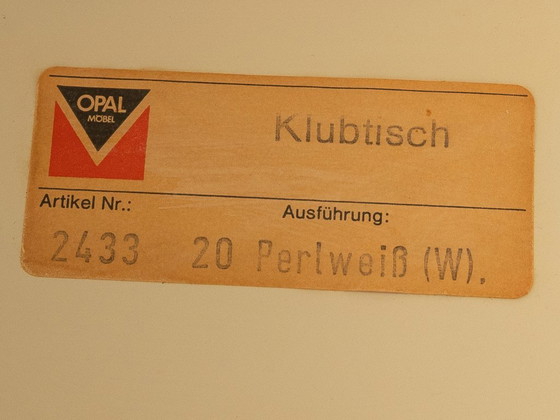 OPAL
MÖBEL
Klubtisch
Artikel Nr.:
Ausführung:
2433 20 Perlweiß (W).